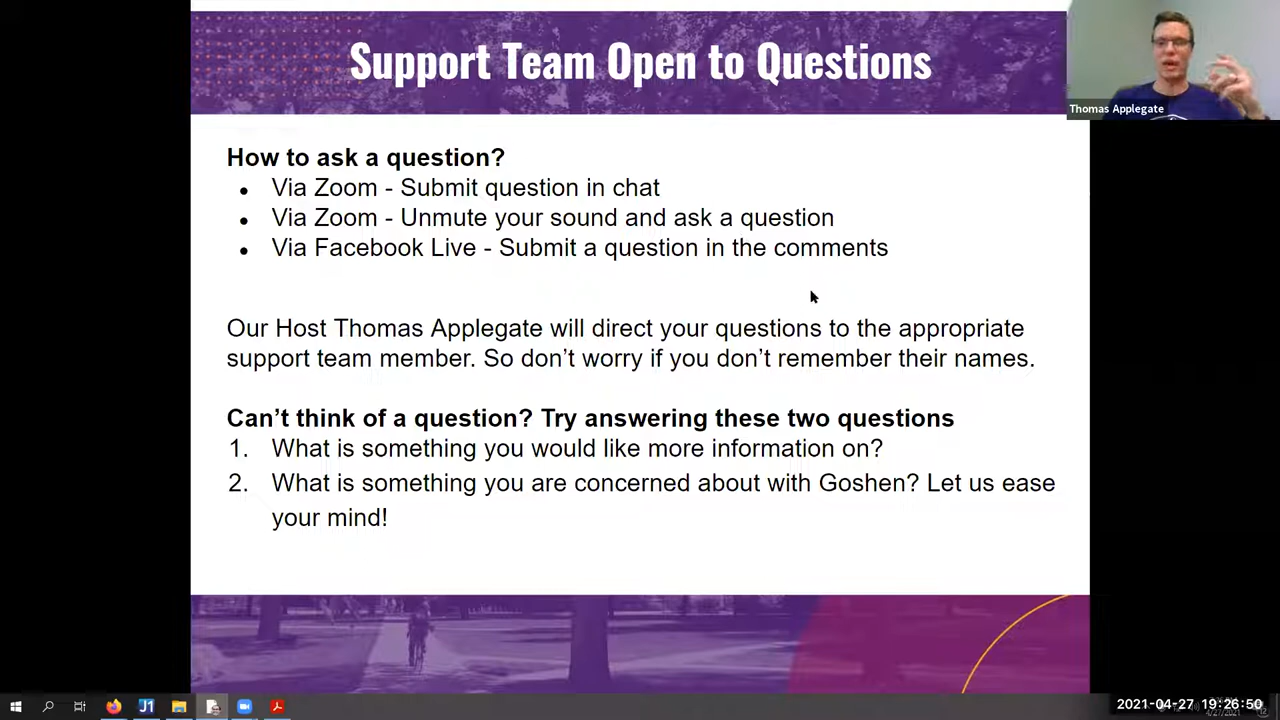 Support Team Open to Questions
Thomas Applegate
How to ask a question?
● Via Zoom - Submit question in chat
● Via Zoom - Unmute your sound and ask a question
● Via Facebook Live - Submit a question in the comments
Our Host Thomas Applegate will direct your questions to the appropriate
support team member. So don’t worry if you don’t remember their names.
Can’t think of a question? Try answering these two questions
1. What is something you would like more information on?
2. What is something you are concerned about with Goshen? Let us ease
your mind!
J1
2021-04-27 19:26:50